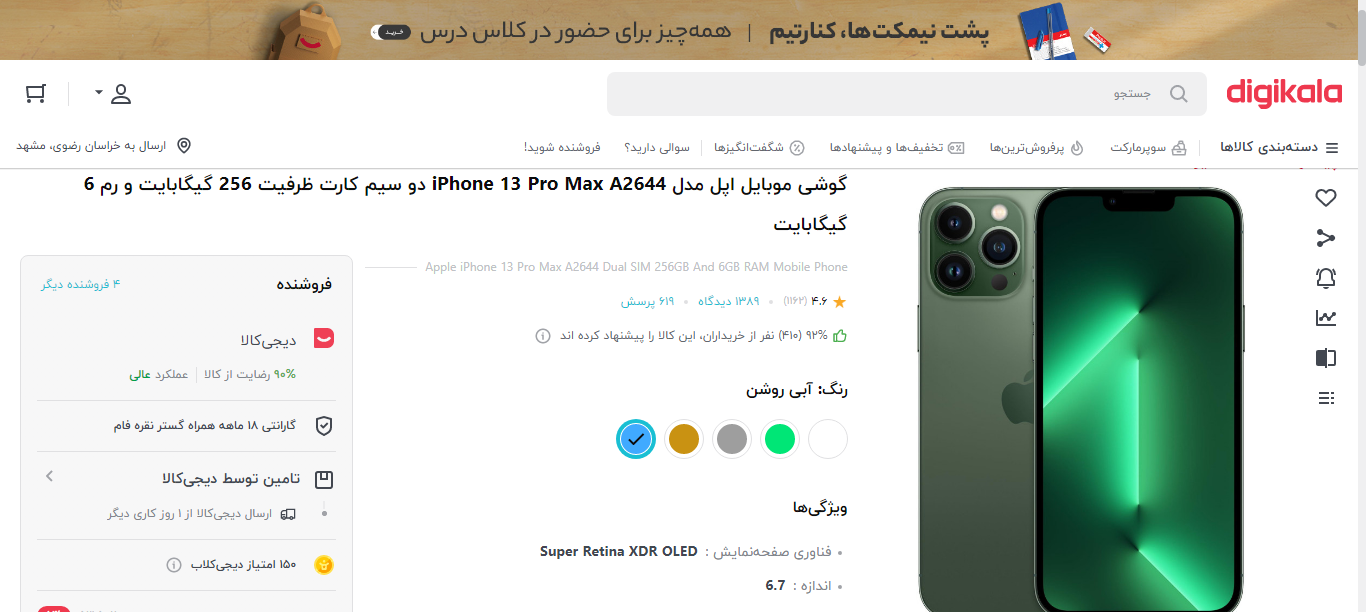 پشت نیمکت‌ها، کنارتیم | همه‌چیز برای حضور در کلاس درس خرید
digikala
جستجو
دسته‌بندی کالاها
سوپرمارکت
پرفروش‌ترین‌ها
تخفیف‌ها و پیشنهادها
شگفت‌انگیزها
سوالی دارید؟
فروشنده شوید!
ارسال به خراسان رضوی، مشهد
گوشی موبایل اپل مدل iPhone 13 Pro Max A2644 دو سیم کارت ظرفیت 256 گیگابایت و رم 6
گیگابایت
Apple iPhone 13 Pro Max A2644 Dual SIM 256GB And 6GB RAM Mobile Phone
۴.۶ (۱۱۶۲) ۱۳۸۹ دیدگاه ۶۱۹ پرسش
۹۲% (۴۱۰) نفر از خریداران، این کالا را پیشنهاد کرده اند
رنگ: آبی روشن
ویژگی‌ها
فناوری صفحه‌نمایش : Super Retina XDR OLED
اندازه : 6.7
فروشنده
۴ فروشنده دیگر
دیجی‌کالا
۹۰% رضایت از کالا | عملکرد عالی
گارانتی ۱۸ ماهه همراه گستر نقره فام
تامین توسط دیجی‌کالا
ارسال دیجی‌کالا از ۱ روز کاری دیگر
۱۵۰ امتیاز دیجی‌کلاب